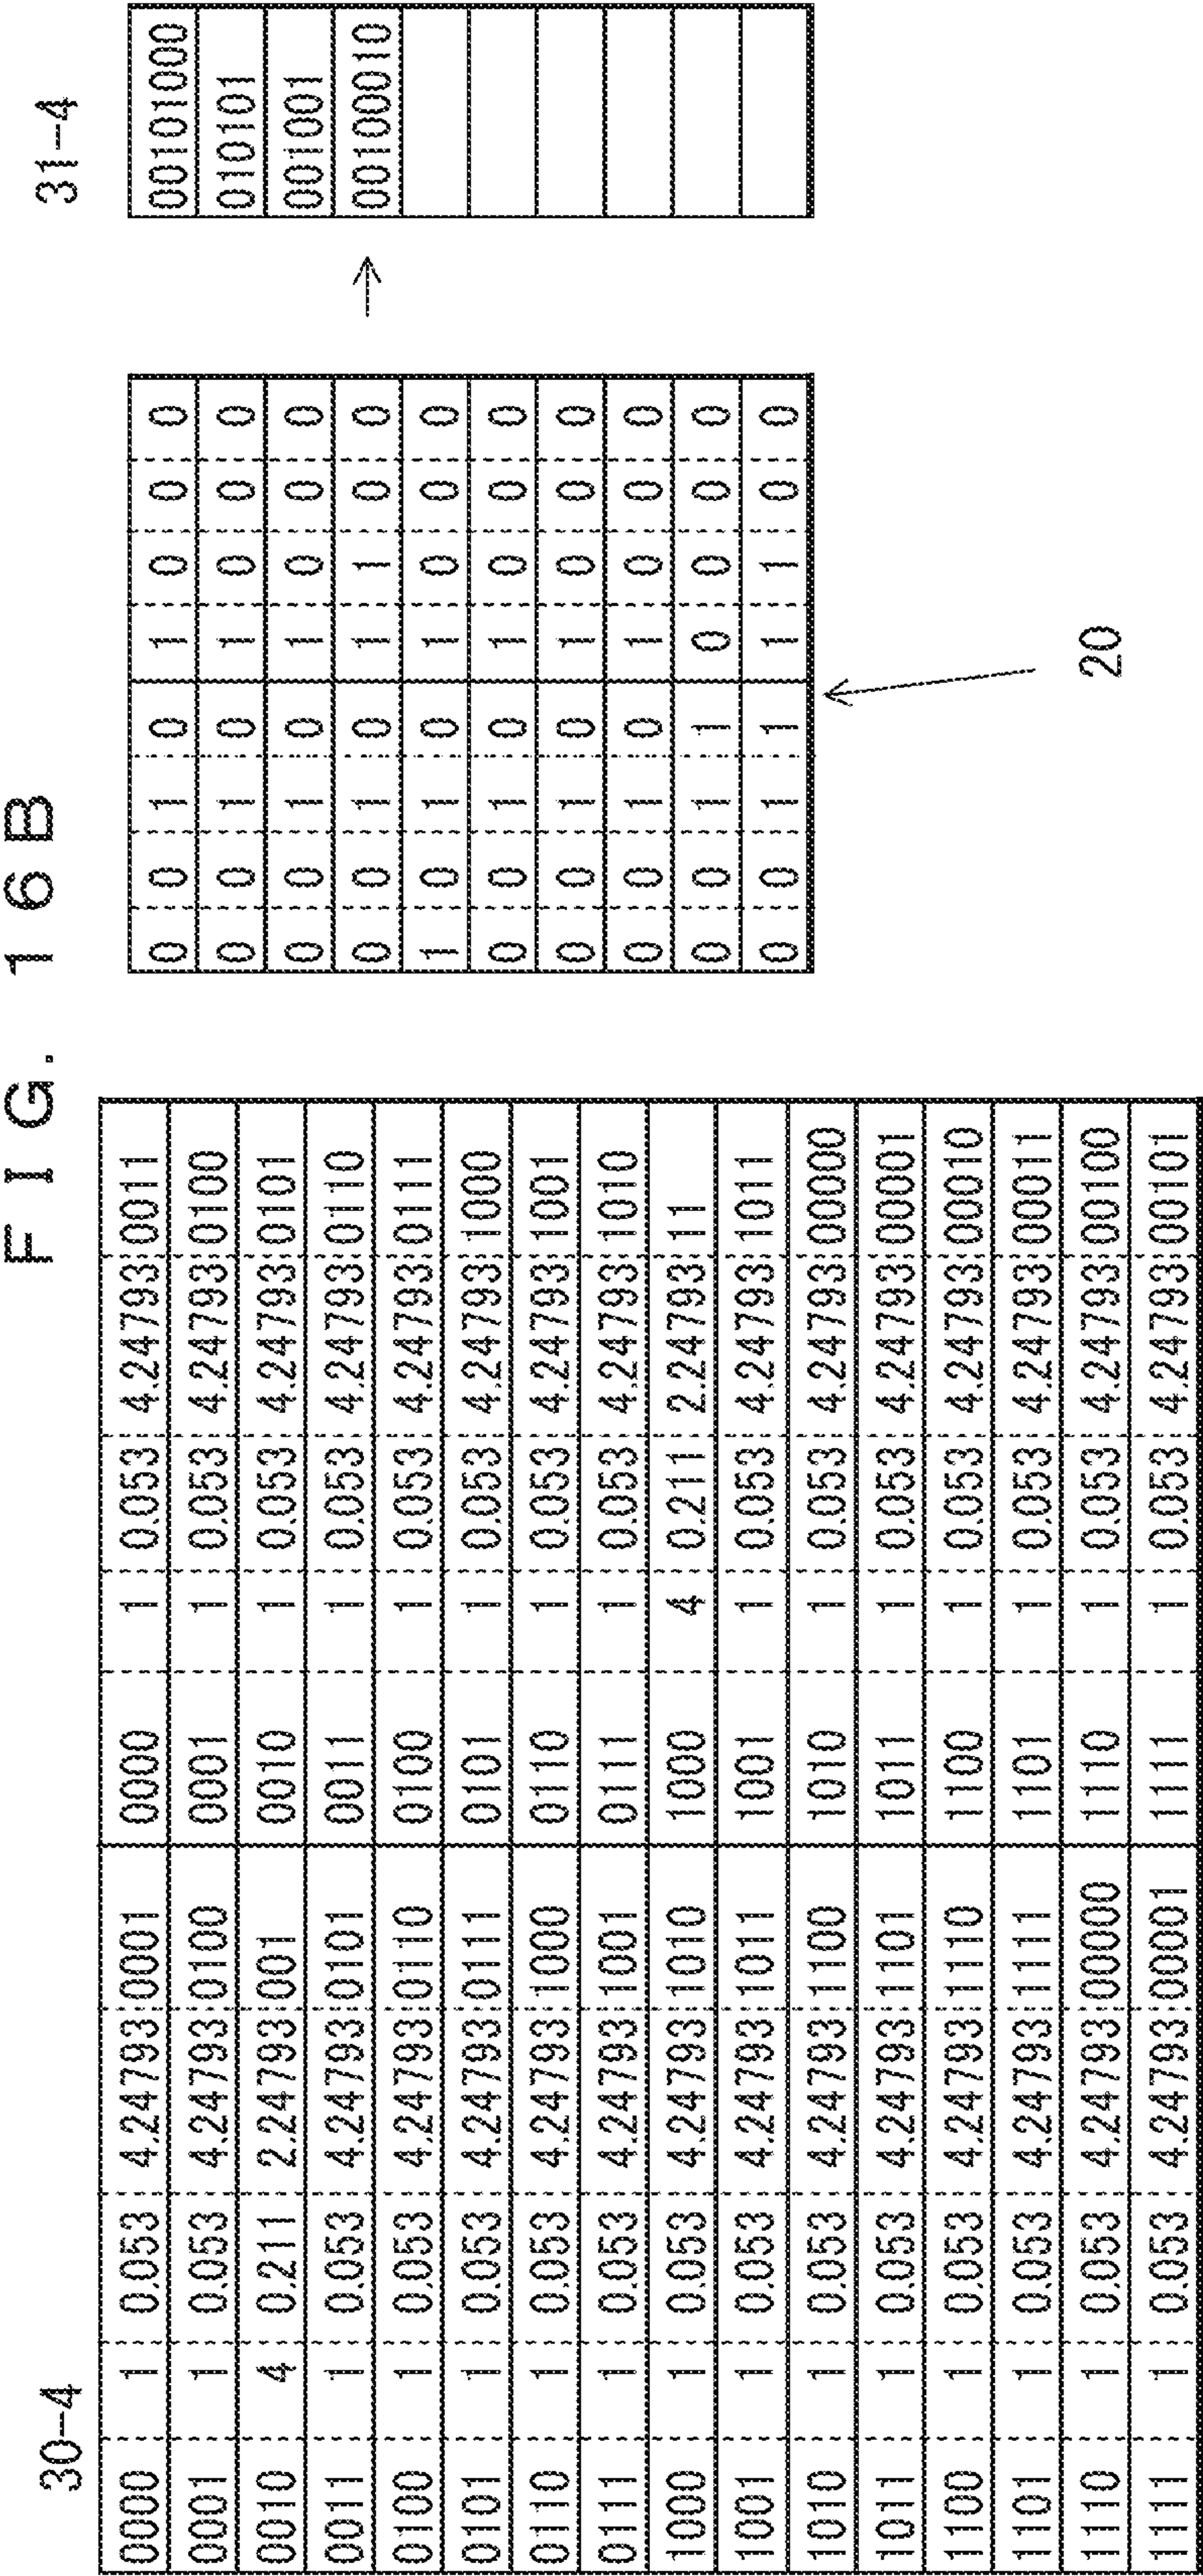 FIG. 16B
30-4
0000 1 0.053 4.24793 0001 0000 1 0.053 4.24793 0011
0001 1 0.053 4.24793 0100 0001 1 0.053 4.24793 0100
0010 4 0.211 2.24793 001 0010 1 0.053 4.24793 0101
0011 1 0.053 4.24793 0101 0011 1 0.053 4.24793 0110
0100 1 0.053 4.24793 0110 0100 1 0.053 4.24793 0111
0101 1 0.053 4.24793 0111 0101 1 0.053 4.24793 1000
0110 1 0.053 4.24793 1000 0110 1 0.053 4.24793 1001
0111 1 0.053 4.24793 1001 0111 1 0.053 4.24793 1010
1000 1 0.053 4.24793 1010 1000 4 0.211 2.24793 11
1001 1 0.053 4.24793 1011 1001 1 0.053 4.24793 1011
1010 1 0.053 4.24793 1100 1010 1 0.053 4.24793 00000
1011 1 0.053 4.24793 1101 1011 1 0.053 4.24793 00001
1100 1 0.053 4.24793 1110 1100 1 0.053 4.24793 00010
1101 1 0.053 4.24793 1111 1101 1 0.053 4.24793 00011
1110 1 0.053 4.24793 00000 1110 1 0.053 4.24793 00100
1111 1 0.053 4.24793 00001 1111 1 0.053 4.24793 00101
0 0 1 0 1 0 0 0
0 0 1 0 1 0 0 0
0 0 1 0 1 0 0 0
0 0 1 0 1 1 0 0
1 0 1 0 1 0 0 0
0 0 1 0 1 0 0 0
0 0 1 0 1 0 0 0
0 0 1 0 1 0 0 0
0 0 1 1 0 0 0 0
0 0 1 1 1 1 0 0
20
31-4
00101000
010101
001001
00100010